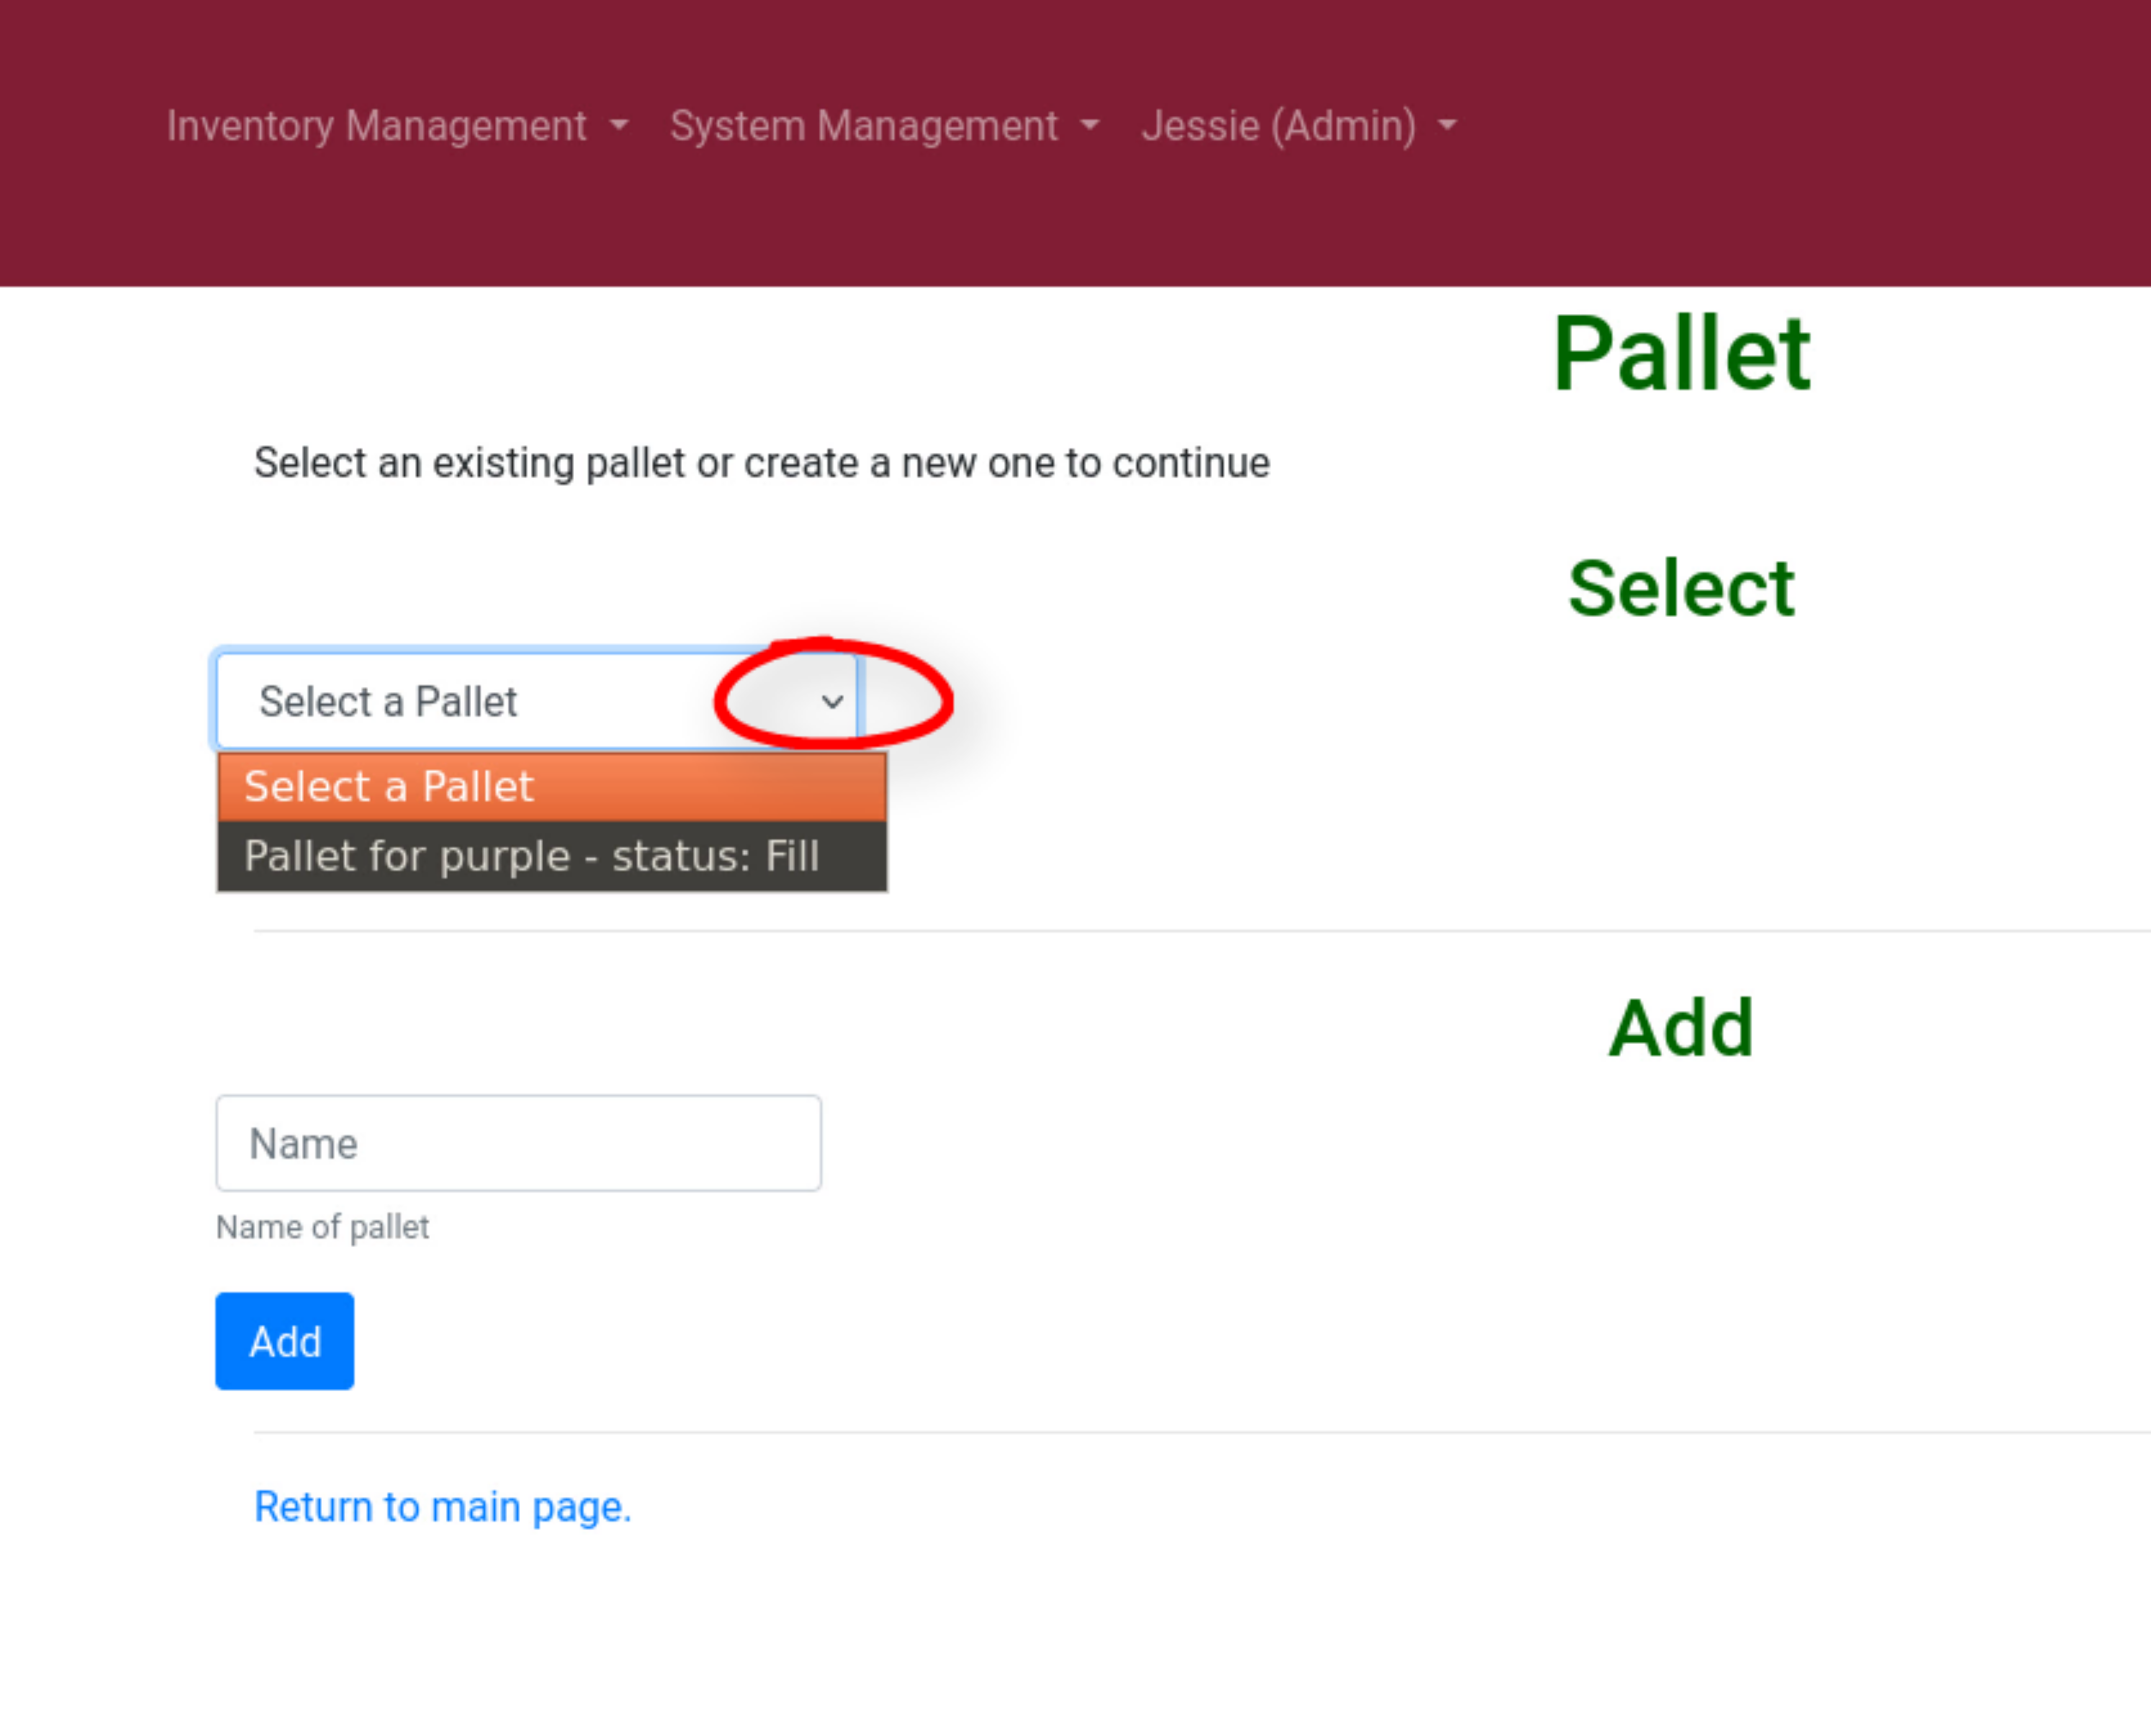 Inventory Management System Management Jessie (Admin)
Pallet
Select an existing pallet or create a new one to continue
Select
Select a Pallet
Select a Pallet
Pallet for purple - status: Fill
Add
Name
Name of pallet
Add
Return to main page.